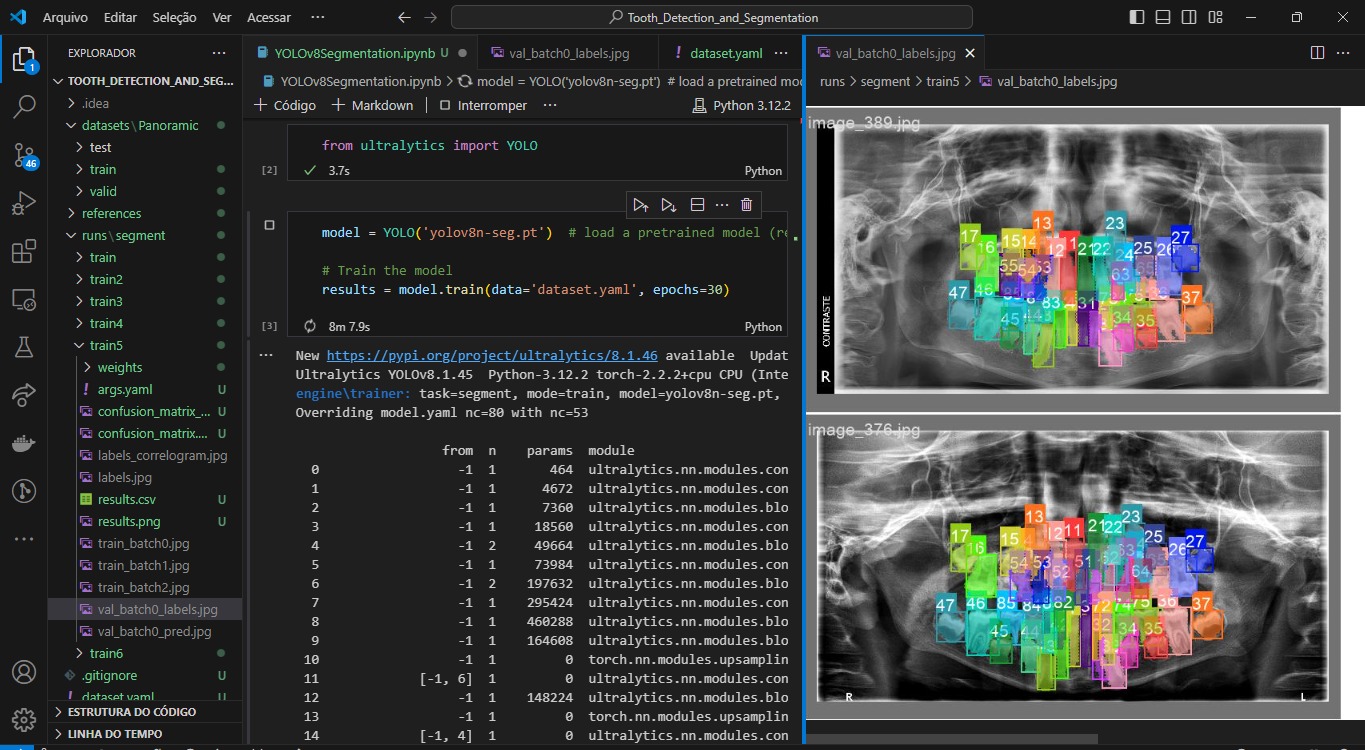 Arquivo Editar Seleção Ver Acessar ··· Tooth_Detection_and_Segmentation
EXPLORADOR ···
TOOTH_DETECTION_AND_SEG...
.idea
datasets\Panoramic
test
train
valid
references
runs\segment
train
train2
train3
train4
train5
weights
args.yaml U
confusion_matrix_... U
confusion_matrix.... U
labels_correlogram.jpg
labels.jpg
results.csv U
results.png U
train_batch0.jpg
train_batch1.jpg
train_batch2.jpg
val_batch0_labels.jpg
val_batch0_pred.jpg
train6
.gitignore
dataset.yaml
ESTRUTURA DO CÓDIGO
LINHA DO TEMPO
1
46
YOLOv8Segmentation.ipynb U val_batch0_labels.jpg ! dataset.yaml ···
YOLOv8Segmentation.ipynb > model = YOLO('yolov8n-seg.pt') # load a pretrained mo
+ Código + Markdown Interromper ··· Python 3.12.2
from ultralytics import YOLO
[2] 3.7s Python
model = YOLO('yolov8n-seg.pt') # load a pretrained model (re
# Train the model
results = model.train(data='dataset.yaml', epochs=30)
[3] 8m 7.9s Python
··· New https://pypi.org/project/ultralytics/8.1.46 available Updat
Ultralytics YOLOv8.1.45 Python-3.12.2 torch-2.2.2+cpu CPU (Inte
engine\trainer: task=segment, mode=train, model=yolov8n-seg.pt,
Overriding model.yaml nc=80 with nc=53
from n params module
0 -1 1 464 ultralytics.nn.modules.con
1 -1 1 4672 ultralytics.nn.modules.con
2 -1 1 7360 ultralytics.nn.modules.blo
3 -1 1 18560 ultralytics.nn.modules.con
4 -1 2 49664 ultralytics.nn.modules.blo
5 -1 1 73984 ultralytics.nn.modules.con
6 -1 2 197632 ultralytics.nn.modules.blo
7 -1 1 295424 ultralytics.nn.modules.con
8 -1 1 460288 ultralytics.nn.modules.blo
9 -1 1 164608 ultralytics.nn.modules.blo
10 -1 1 0 torch.nn.modules.upsamplin
11 [-1, 6] 1 0 ultralytics.nn.modules.con
12 -1 1 148224 ultralytics.nn.modules.blo
13 -1 1 0 torch.nn.modules.upsamplin
14 [-1, 4] 1 0 ultralytics.nn.modules.con
val_batch0_labels.jpg
runs > segment > train5 > val_batch0_labels.jpg
image_389.jpg
13 23
17 16 15 14 12 11 21 22 24 25 26 27
55 54 53 63
47 46 83 31 37
45 44 34 35
CONTRASTE
R
image_376.jpg
13 23
17 16 15 12 11 21 22 25 26 27
54 53 52 51 63 64
47 46 85 84 82 72 74 75 36 37
45 44 32 34 35
R L